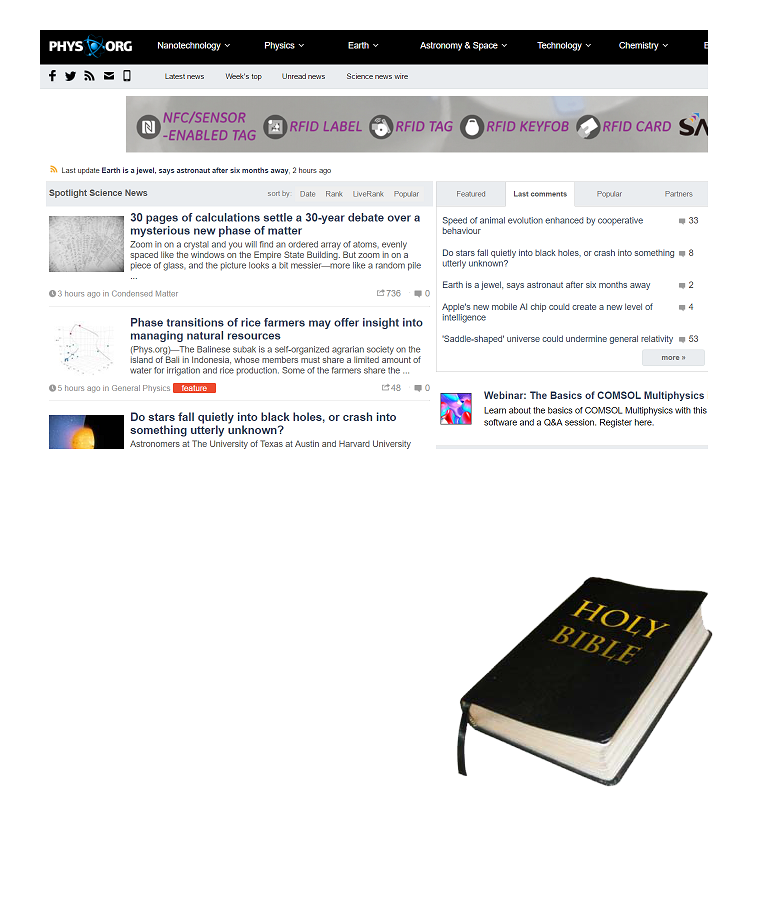 PHYS ORG
Nanotechnology
Physics
Earth
Astronomy & Space
Technology
Chemistry
Latest news
Week's top
Unread news
Science news wire
NFC/SENSOR
-ENABLED TAG
RFID LABEL
RFID TAG
RFID KEYFOB
RFID CARD
Last update Earth is a jewel, says astronaut after six months away, 2 hours ago
Spotlight Science News
sort by: Date Rank LiveRank Popular
30 pages of calculations settle a 30-year debate over a
mysterious new phase of matter
Zoom in on a crystal and you will find an ordered array of atoms, evenly
spaced like the windows on the Empire State Building. But zoom in on a
piece of glass, and the picture looks a bit messier—more like a random pile
...
3 hours ago in Condensed Matter
736
0
Phase transitions of rice farmers may offer insight into
managing natural resources
(Phys.org)—The Balinese subak is a self-organized agrarian society on the
island of Bali in Indonesia, whose members must share a limited amount of
water for irrigation and rice production. Some of the farmers share the ...
5 hours ago in General Physics feature
48
0
Do stars fall quietly into black holes, or crash into
something utterly unknown?
Astronomers at The University of Texas at Austin and Harvard University
Featured
Last comments
Popular
Partners
Speed of animal evolution enhanced by cooperative 33
behaviour
Do stars fall quietly into black holes, or crash into something 8
utterly unknown?
Earth is a jewel, says astronaut after six months away 2
Apple's new mobile AI chip could create a new level of 4
intelligence
'Saddle-shaped' universe could undermine general relativity 53
more »
Webinar: The Basics of COMSOL Multiphysics
Learn about the basics of COMSOL Multiphysics with this
software and a Q&A session. Register here.
HOLY
BIBLE